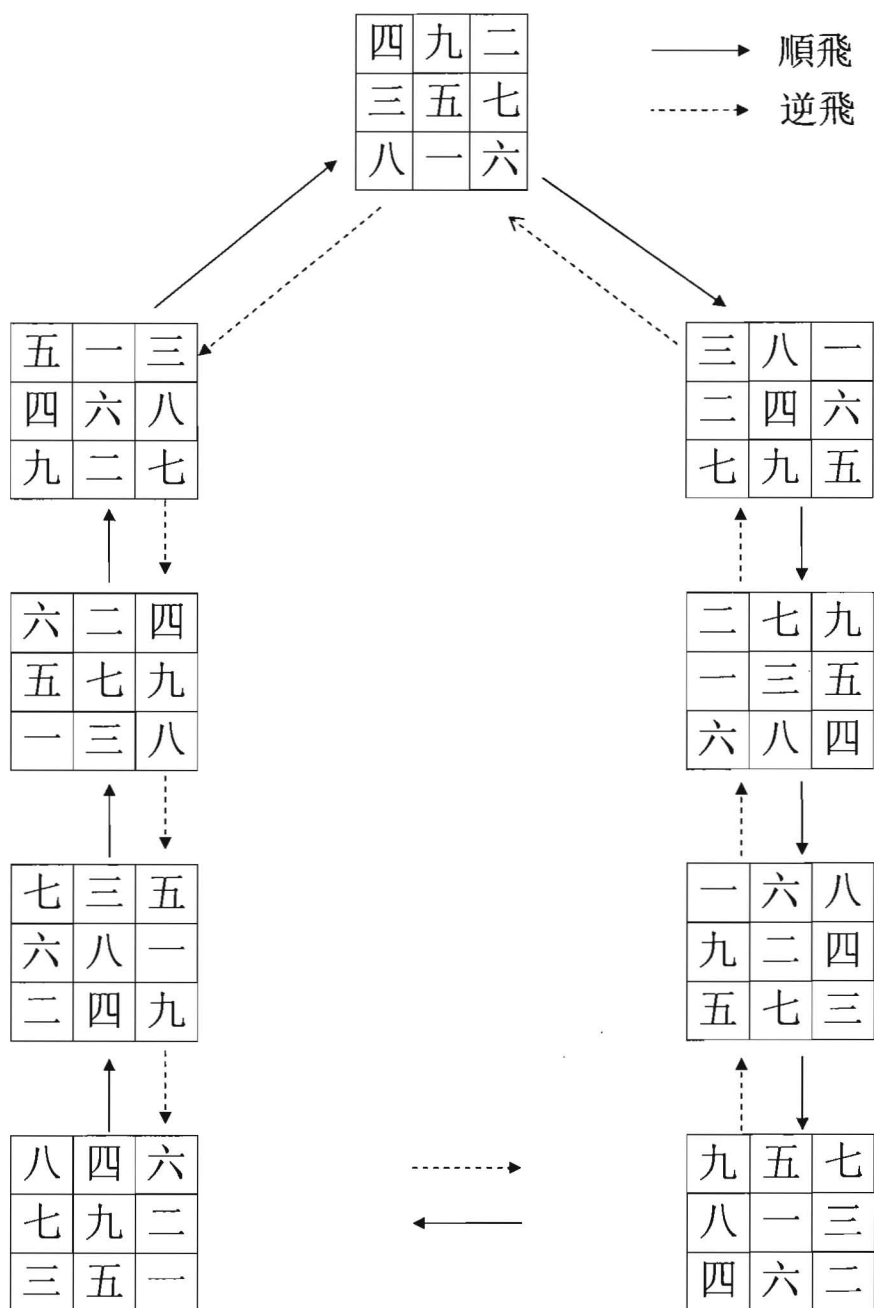 四 九 二
三 五 七
八 一 六
順飛
逆飛
五 一 三
四 六 八
九 二 七
三 八 一
二 四 六
七 九 五
六 二 四
五 七 九
一 三 八
二 七 九
一 三 五
六 八 四
七 三 五
六 八 一
二 四 九
一 六 八
九 二 四
五 七 三
八 四 六
七 九 二
三 五 一
九 五 七
八 一 三
四 六 二